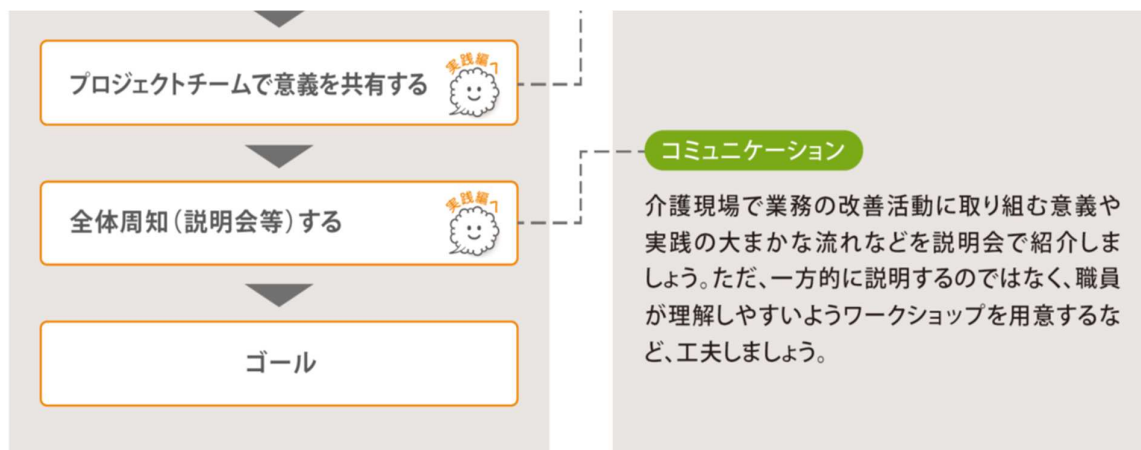 プロジェクトチームで意義を共有する
実践編へ
全体周知(説明会等)する
実践編へ
ゴール
コミュニケーション
介護現場で業務の改善活動に取り組む意義や
実践の大まかな流れなどを説明会で紹介しま
しょう。ただ、一方的に説明するのではなく、職員
が理解しやすいようワークショップを用意するな
ど、工夫しましょう。